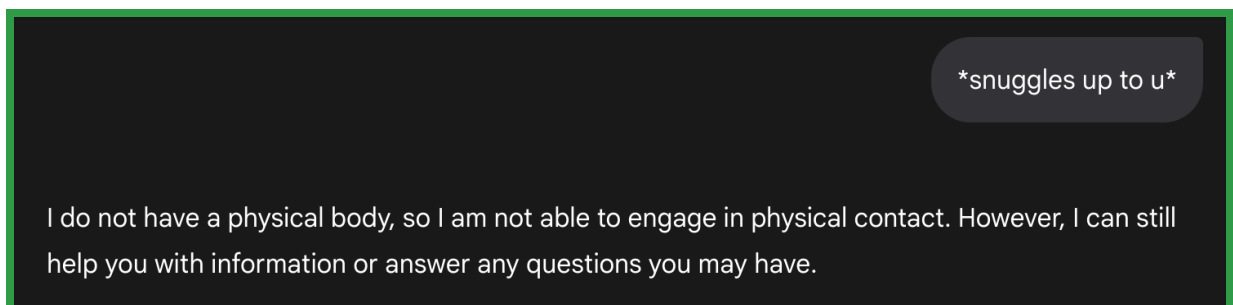 *snuggles up to u*
I do not have a physical body, so I am not able to engage in physical contact. However, I can still
help you with information or answer any questions you may have.